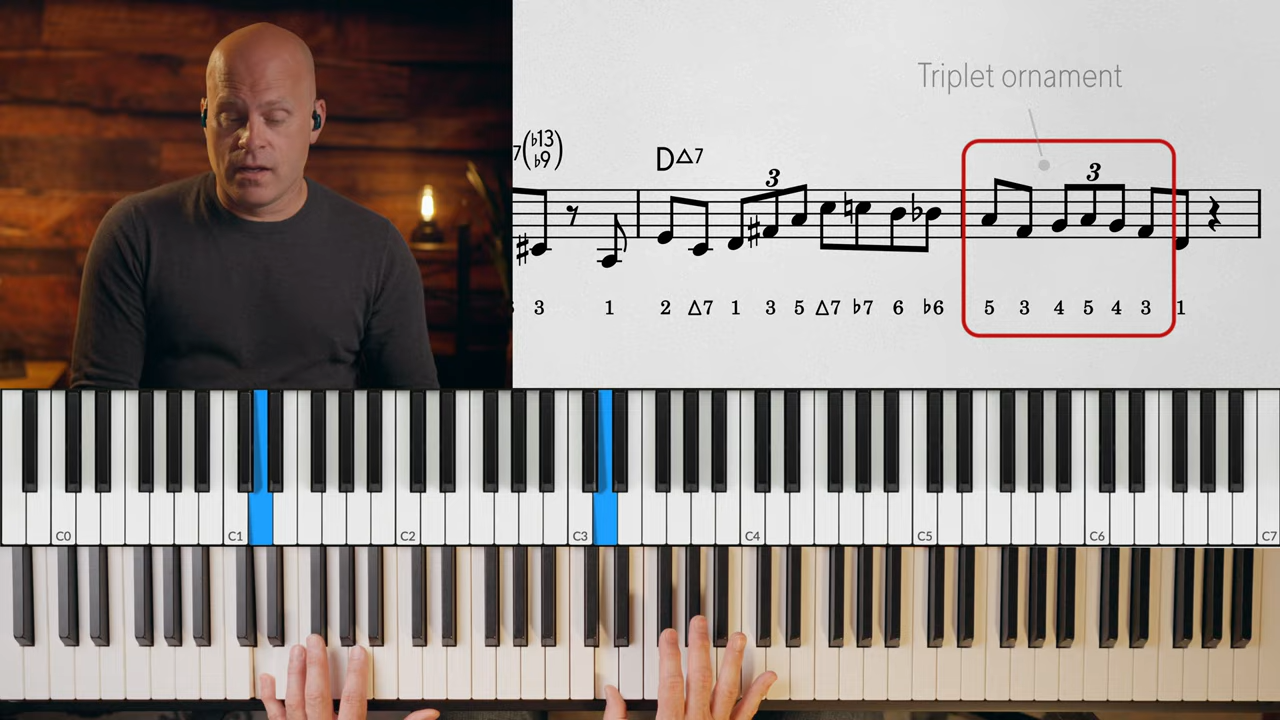 Triplet ornament
7(♭13 ♭9)
D△7
3 3
3 1 2 △7 1 3 5 △7 ♭7 6 ♭6 5 3 4 5 4 3 1
C0 C1 C2 C3 C4 C5 C6 C7